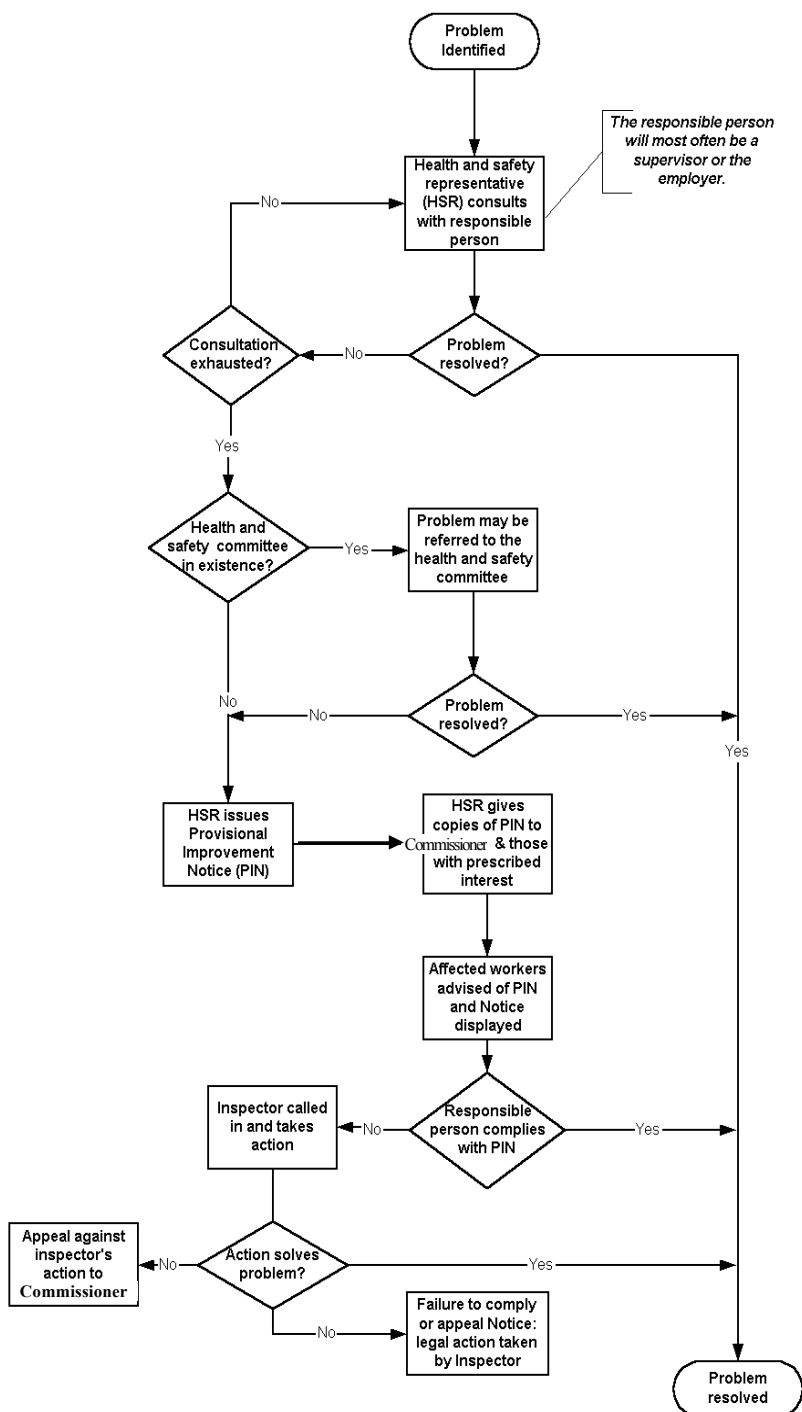 Problem
Identified
The responsible person
will most often be a
supervisor or the
employer.
Health and safety
representative
(HSR) consults
with responsible
person
No
Consultation
exhausted?
No
Problem
resolved?
Yes
Health and
safety committee
in existence?
Yes
Problem may be
referred to the
health and safety
committee
No
No
Problem
resolved?
Yes
Yes
HSR issues
Provisional
Improvement
Notice (PIN)
HSR gives
copies of PIN to
Commissioner & those
with prescribed
interest
Affected workers
advised of PIN
and Notice
displayed
Inspector called
in and takes
action
No
Responsible
person complies
with PIN
Yes
Appeal against
inspector's
action to
Commissioner
No
Action solves
problem?
Yes
No
Failure to comply
or appeal Notice:
legal action taken
by Inspector
Problem
resolved